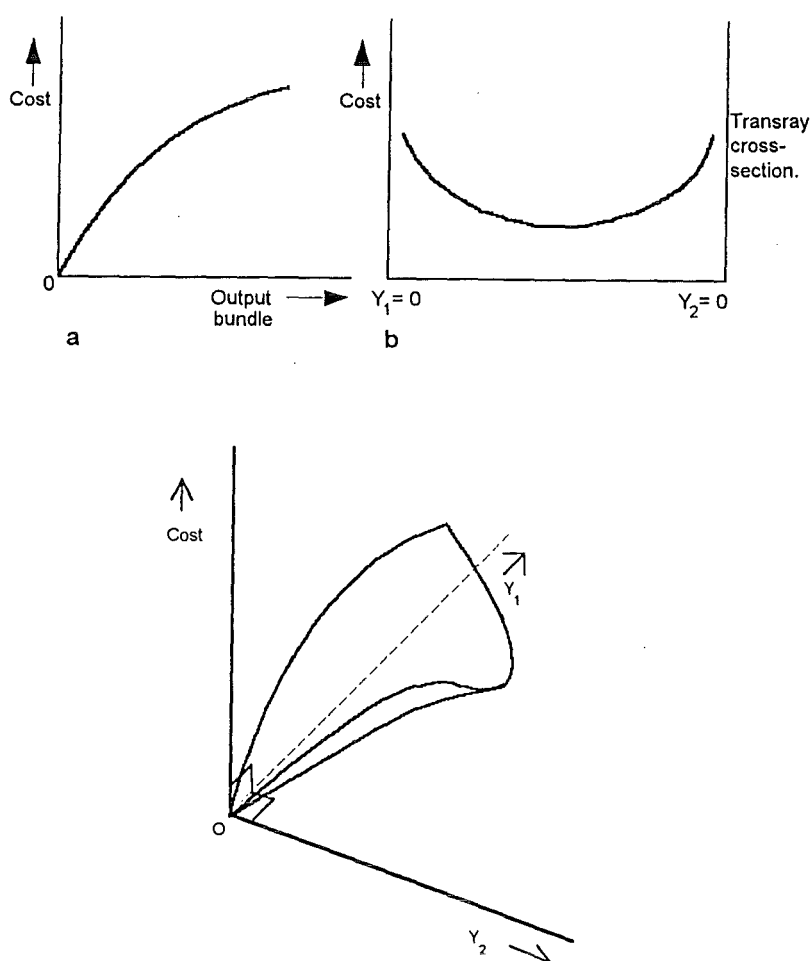 Cost
0
Output
bundle
a
Cost
Transray
cross-
section.
Y1 = 0
Y2 = 0
b
Cost
Y1
O
Y2